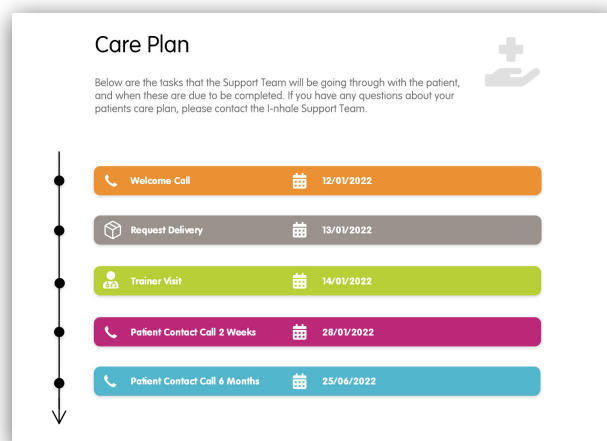 Care Plan
Below are the tasks that the Support Team will be going through with the patient,
and when these are due to be completed. If you have any questions about your
patients care plan, please contact the I-nhale Support Team.
Welcome Call 12/01/2022
Request Delivery 13/01/2022
Trainer Visit 14/01/2022
Patient Contact Call 2 Weeks 28/01/2022
Patient Contact Call 6 Months 25/06/2022